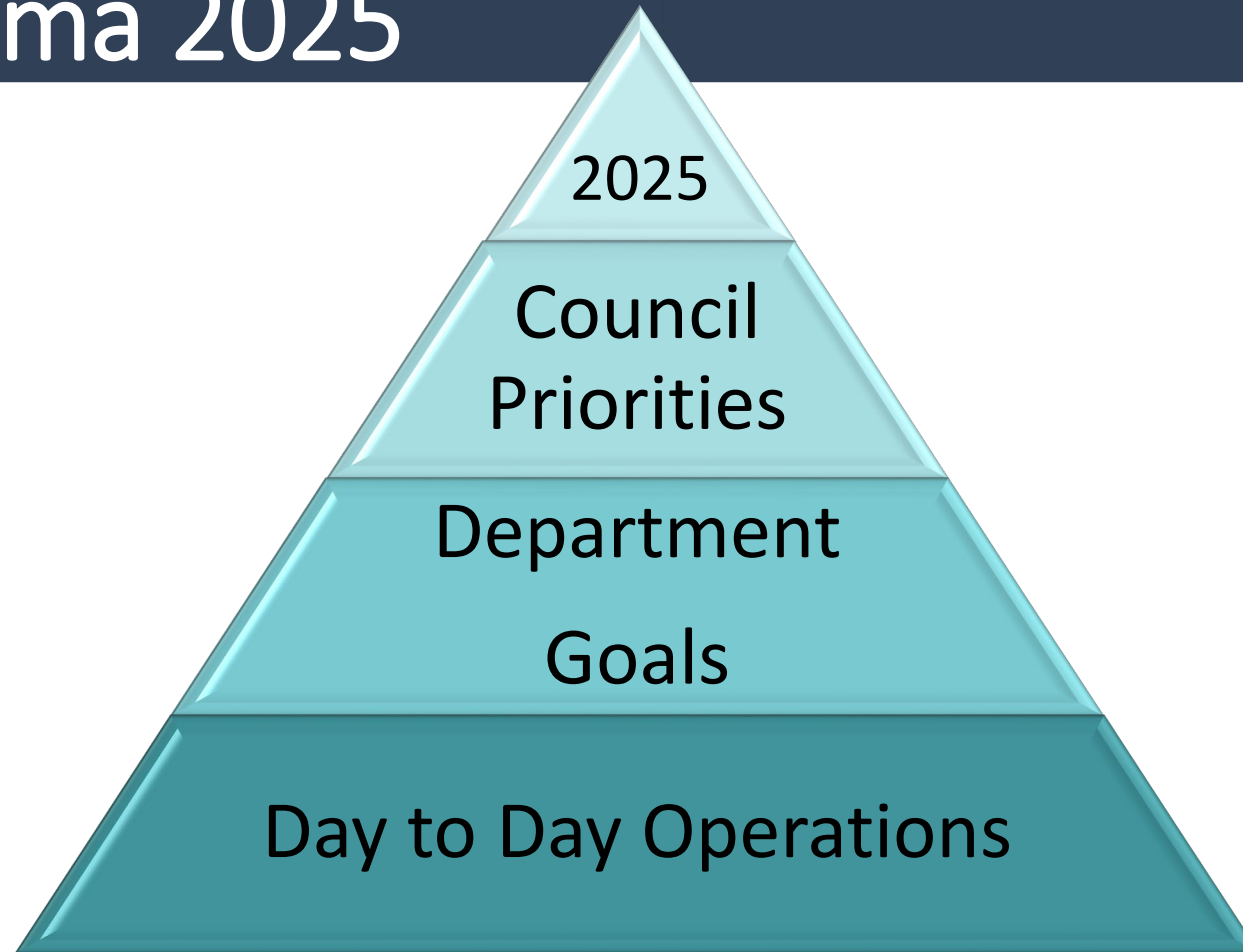 ma 2025
2025
Council
Priorities
Department
Goals
Day to Day Operations